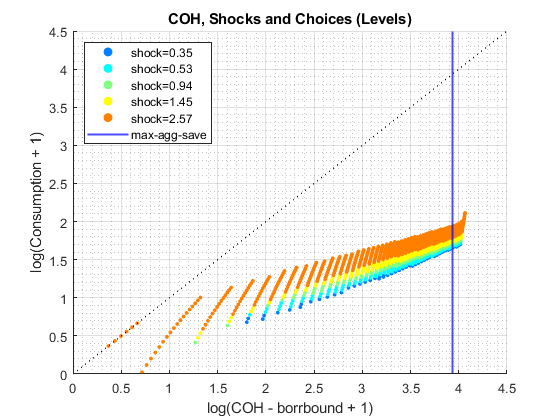 COH, Shocks and Choices (Levels)
4.5
4
3.5
3
2.5
2
1.5
1
0.5
0
log(Consumption + 1)
shock=0.35
shock=0.53
shock=0.94
shock=1.45
shock=2.57
max-agg-save
0 0.5 1 1.5 2 2.5 3 3.5 4 4.5
log(COH - borrbound + 1)